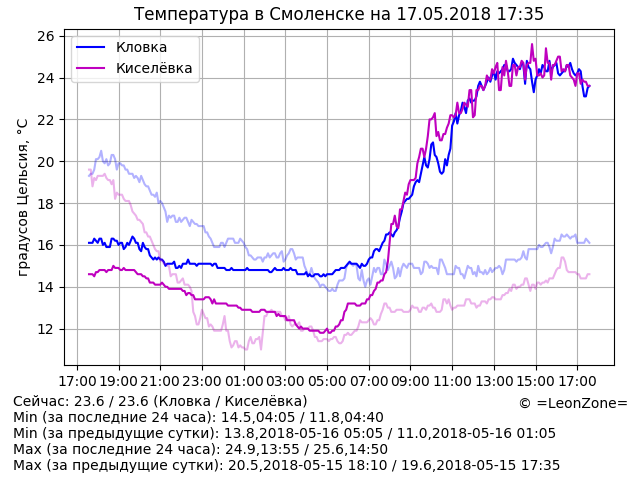 Температура в Смоленске на 17.05.2018 17:35
градусов Цельсия, °C
26
24
22
20
18
16
14
12
Кловка
Киселёвка
17:00 19:00 21:00 23:00 01:00 03:00 05:00 07:00 09:00 11:00 13:00 15:00 17:00
Сейчас: 23.6 / 23.6 (Кловка / Киселёвка)
© =LeonZone=
Min (за последние 24 часа): 14.5,04:05 / 11.8,04:40
Min (за предыдущие сутки): 13.8,2018-05-16 05:05 / 11.0,2018-05-16 01:05
Max (за последние 24 часа): 24.9,13:55 / 25.6,14:50
Max (за предыдущие сутки): 20.5,2018-05-15 18:10 / 19.6,2018-05-15 17:35